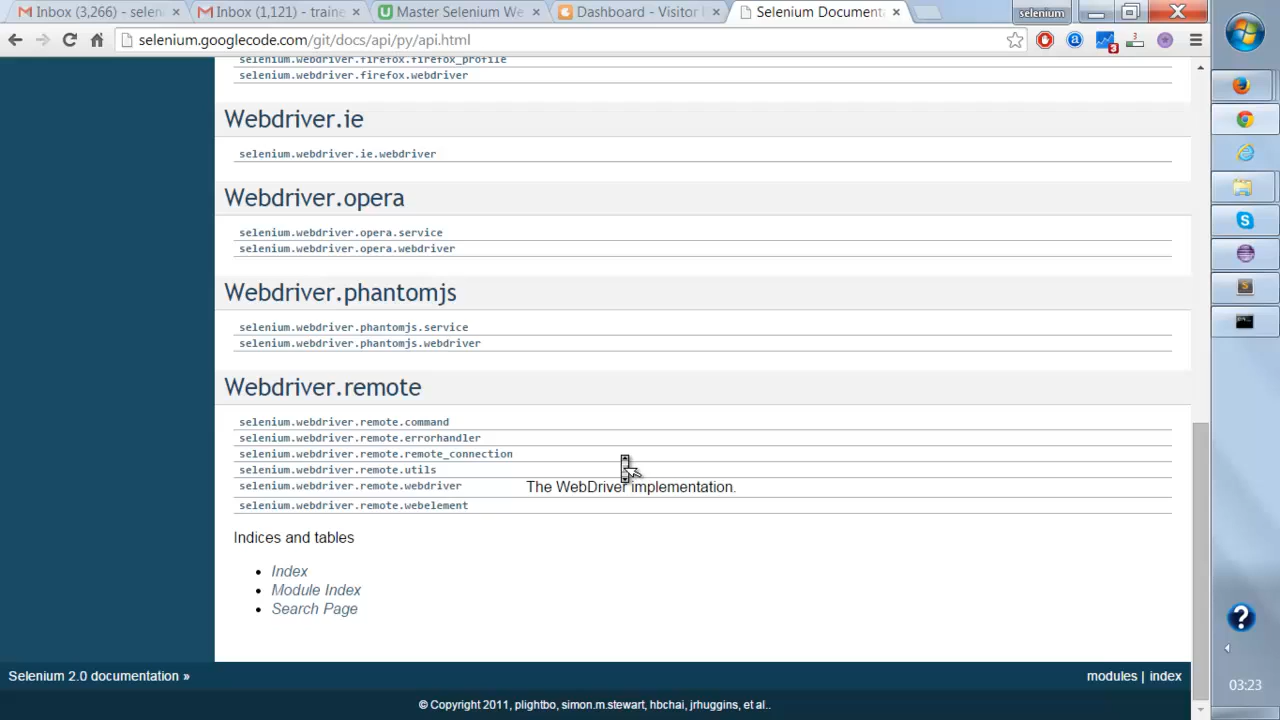 Inbox (3,266) - selen
Inbox (1,121) - traine
Master Selenium We
Dashboard - Visitor
Selenium Documenta
selenium
selenium.googlecode.com/git/docs/api/py/api.html
3
3
selenium.webdriver.firefox.firefox_profile
selenium.webdriver.firefox.webdriver
Webdriver.ie
selenium.webdriver.ie.webdriver
Webdriver.opera
selenium.webdriver.opera.service
selenium.webdriver.opera.webdriver
Webdriver.phantomjs
selenium.webdriver.phantomjs.service
selenium.webdriver.phantomjs.webdriver
Webdriver.remote
selenium.webdriver.remote.command
selenium.webdriver.remote.errorhandler
selenium.webdriver.remote.remote_connection
selenium.webdriver.remote.utils
selenium.webdriver.remote.webdriver The WebDriver implementation.
selenium.webdriver.remote.webelement
Indices and tables
Index
Module Index
Search Page
Selenium 2.0 documentation »
modules | index
© Copyright 2011, plightbo, simon.m.stewart, hbchai, jrhuggins, et al..
03:23